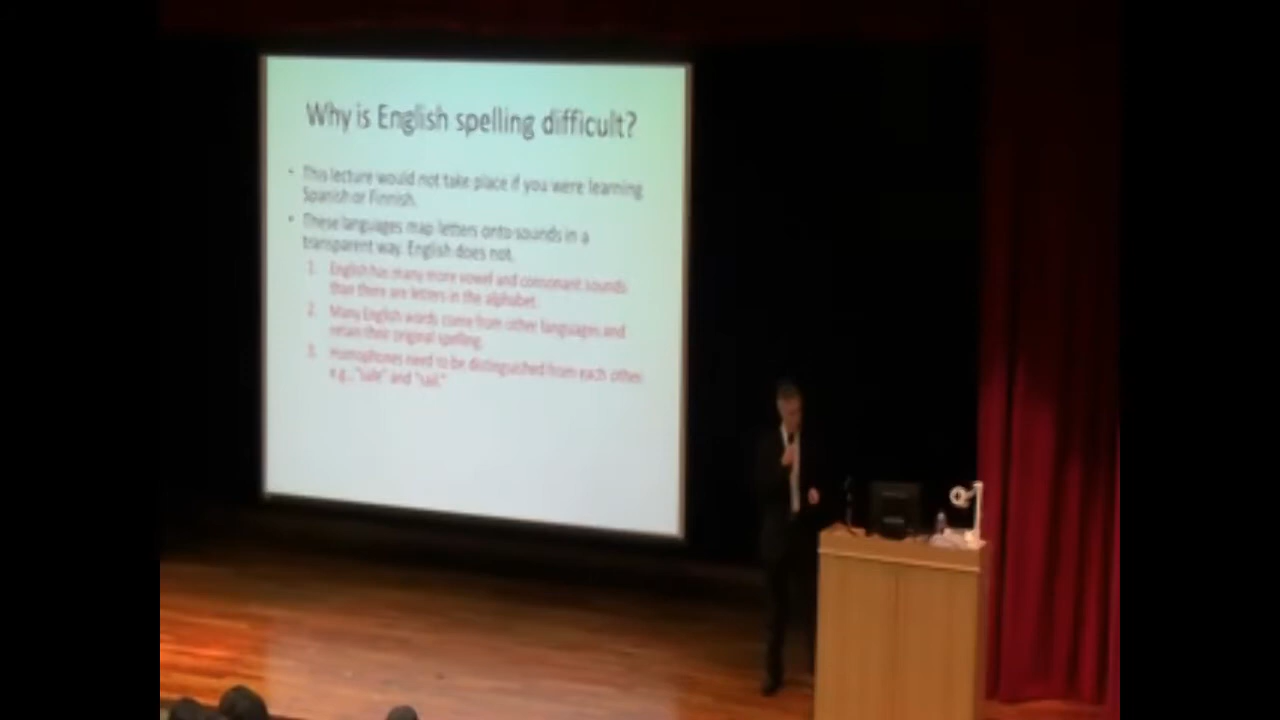 Why is English spelling difficult?
• This lecture would not take place if you were learning
Spanish or Finnish.
• These languages map letters onto sounds in a
transparent way. English does not.
1. English has many more vowel and consonant sounds
than there are letters in the alphabet.
2. Many English words come from other languages and
retain their original spelling.
3. Homophones need to be distinguished from each other
e.g., "sale" and "sail."